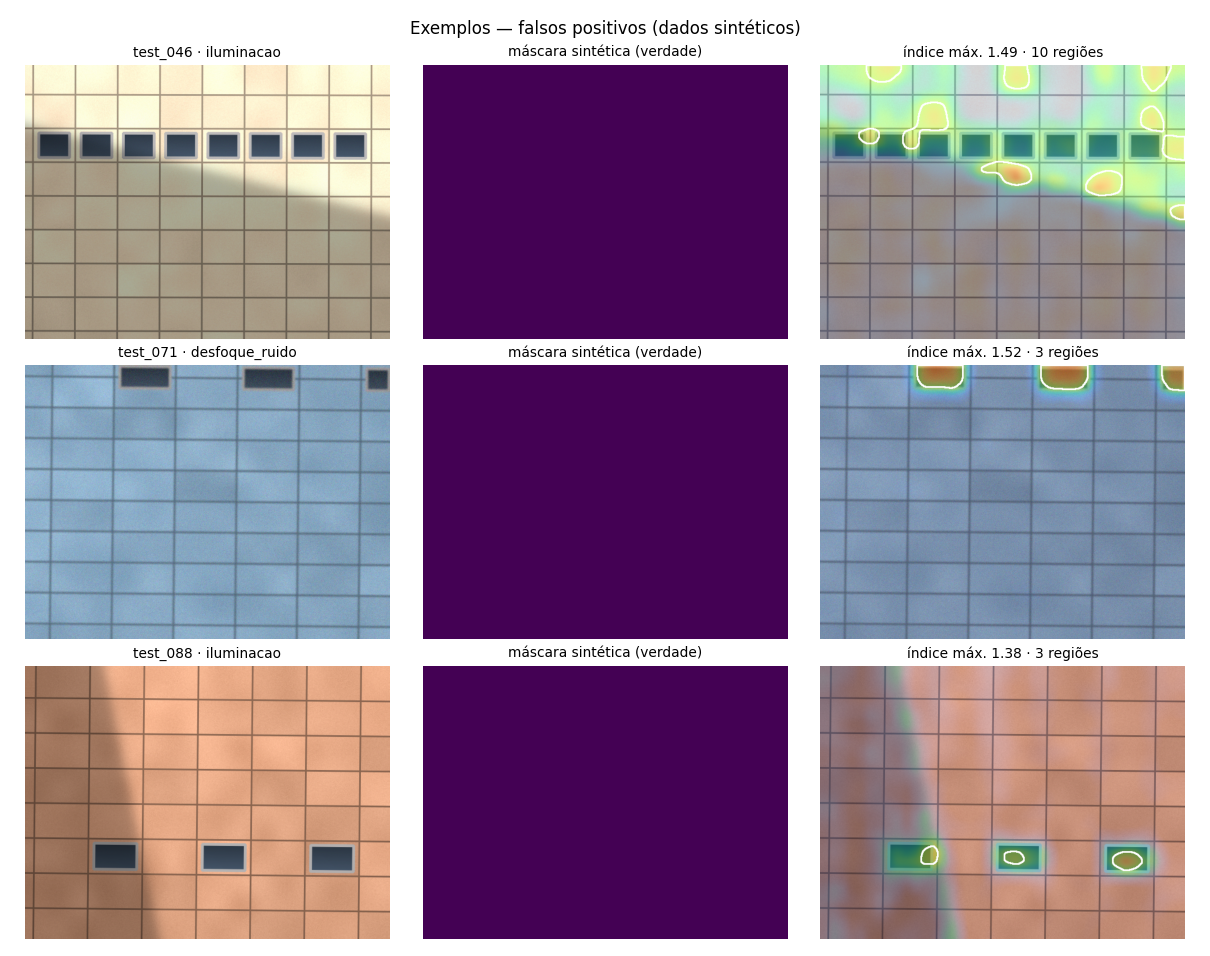 Exemplos — falsos positivos (dados sintéticos)
test_046 · iluminacao
máscara sintética (verdade)
índice máx. 1.49 · 10 regiões
test_071 · desfoque_ruido
máscara sintética (verdade)
índice máx. 1.52 · 3 regiões
test_088 · iluminacao
máscara sintética (verdade)
índice máx. 1.38 · 3 regiões